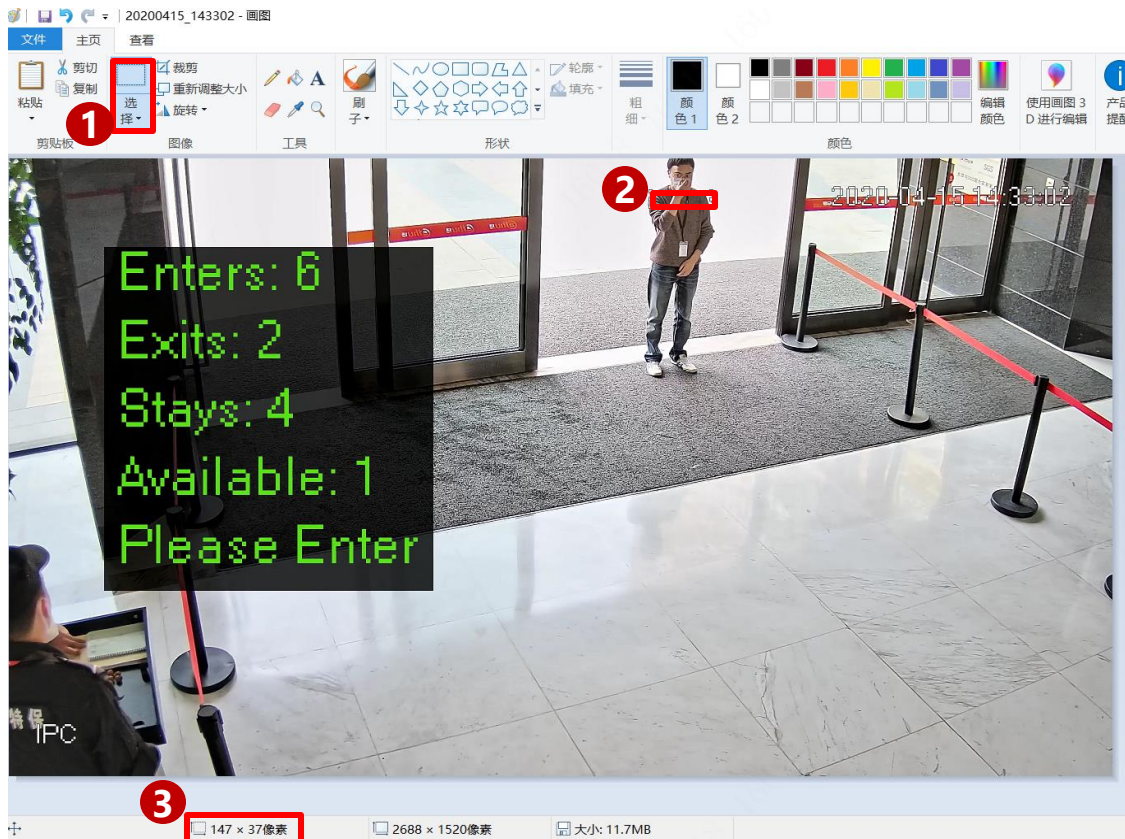 20200415_143302 - 画图
文件 主页 查看
粘贴
剪切
复制
剪贴板
选择
裁剪
重新调整大小
旋转
图像
A
工具
刷子
形状
轮廓
填充
粗细
颜色 1
颜色 2
颜色
编辑颜色
使用画图 3D 进行编辑
1
2
2020-04-15 14:33:02
Enters: 6
Exits: 2
Stays: 4
Available: 1
Please Enter
特保
IPC
3
147 × 37像素
2688 × 1520像素
大小: 11.7MB